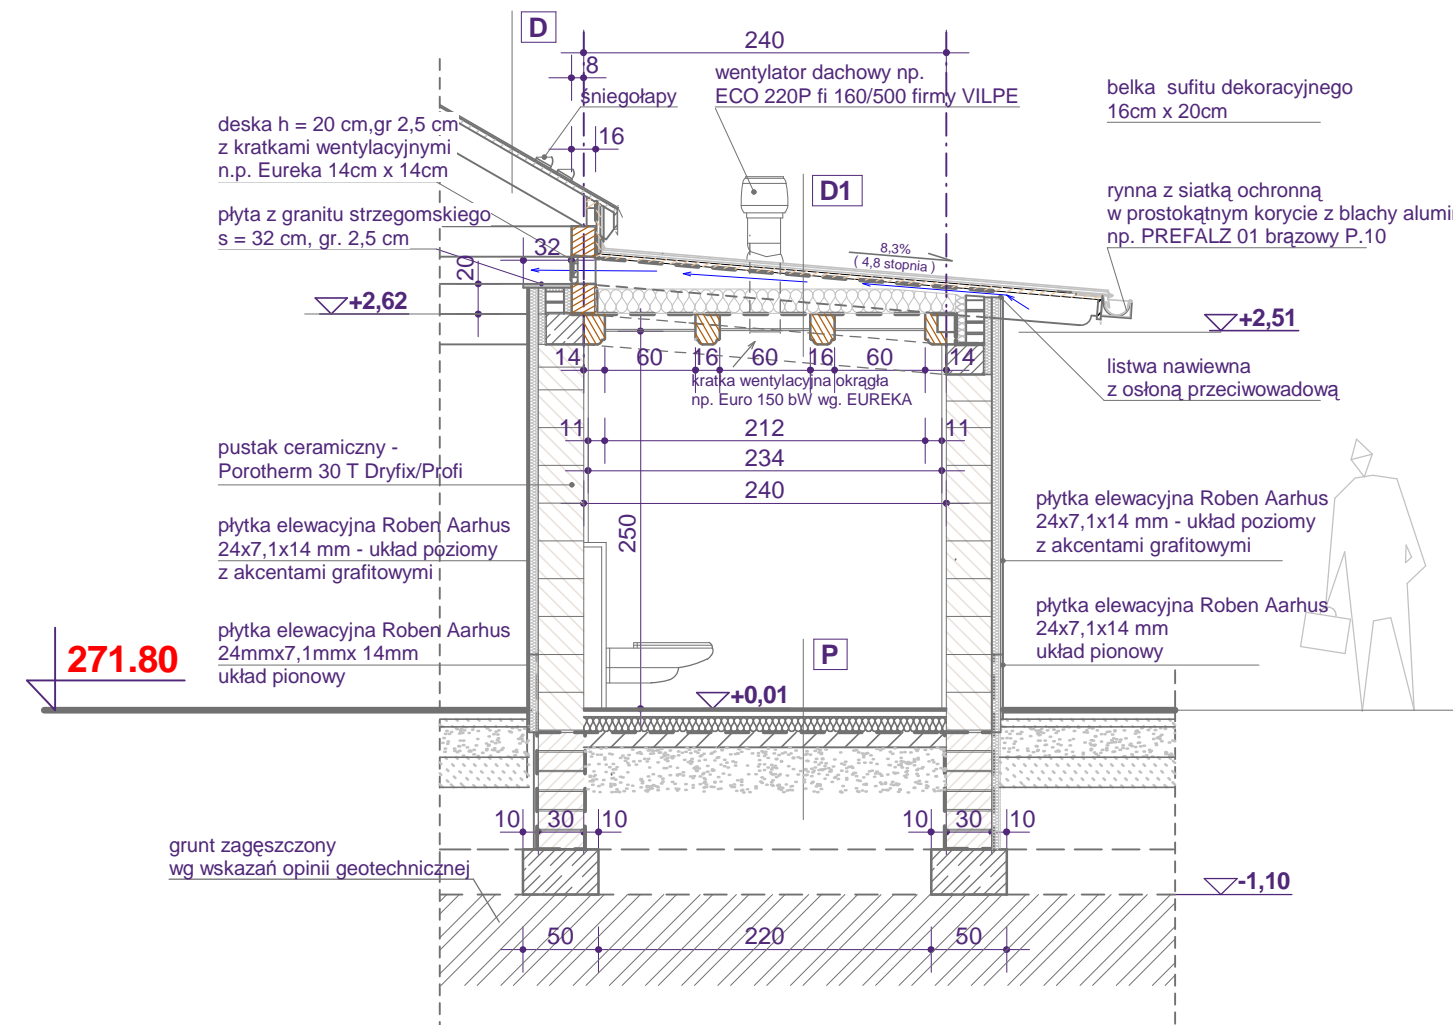 D
240
8
śniegołapy
wentylator dachowy np.
ECO 220P fi 160/500 firmy VILPE
belka sufitu dekoracyjnego
16cm x 20cm
deska h = 20 cm,gr 2,5 cm
z kratkami wentylacyjnymi
n.p. Eureka 14cm x 14cm
16
D1
rynna z siatką ochronną
w prostokątnym korycie z blachy alumi
np. PREFALZ 01 brązowy P.10
płyta z granitu strzegomskiego
s = 32 cm, gr. 2,5 cm
32
20
8,3%
( 4,8 stopnia )
+2,62
+2,51
14 60 16 60 16 60 14
kratka wentylacyjna okrągła
np. Euro 150 bW wg. EUREKA
listwa nawiewna
z osłoną przeciwowadową
11 212 11
234
240
250
pustak ceramiczny -
Porotherm 30 T Dryfix/Profi
płytka elewacyjna Roben Aarhus
24x7,1x14 mm - układ poziomy
z akcentami grafitowymi
płytka elewacyjna Roben Aarhus
24x7,1x14 mm - układ poziomy
z akcentami grafitowymi
płytka elewacyjna Roben Aarhus
24mmx7,1mmx 14mm
układ pionowy
płytka elewacyjna Roben Aarhus
24x7,1x14 mm
układ pionowy
271.80
P
+0,01
10 30 10
10 30 10
grunt zagęszczony
wg wskazań opinii geotechnicznej
-1,10
50 220 50